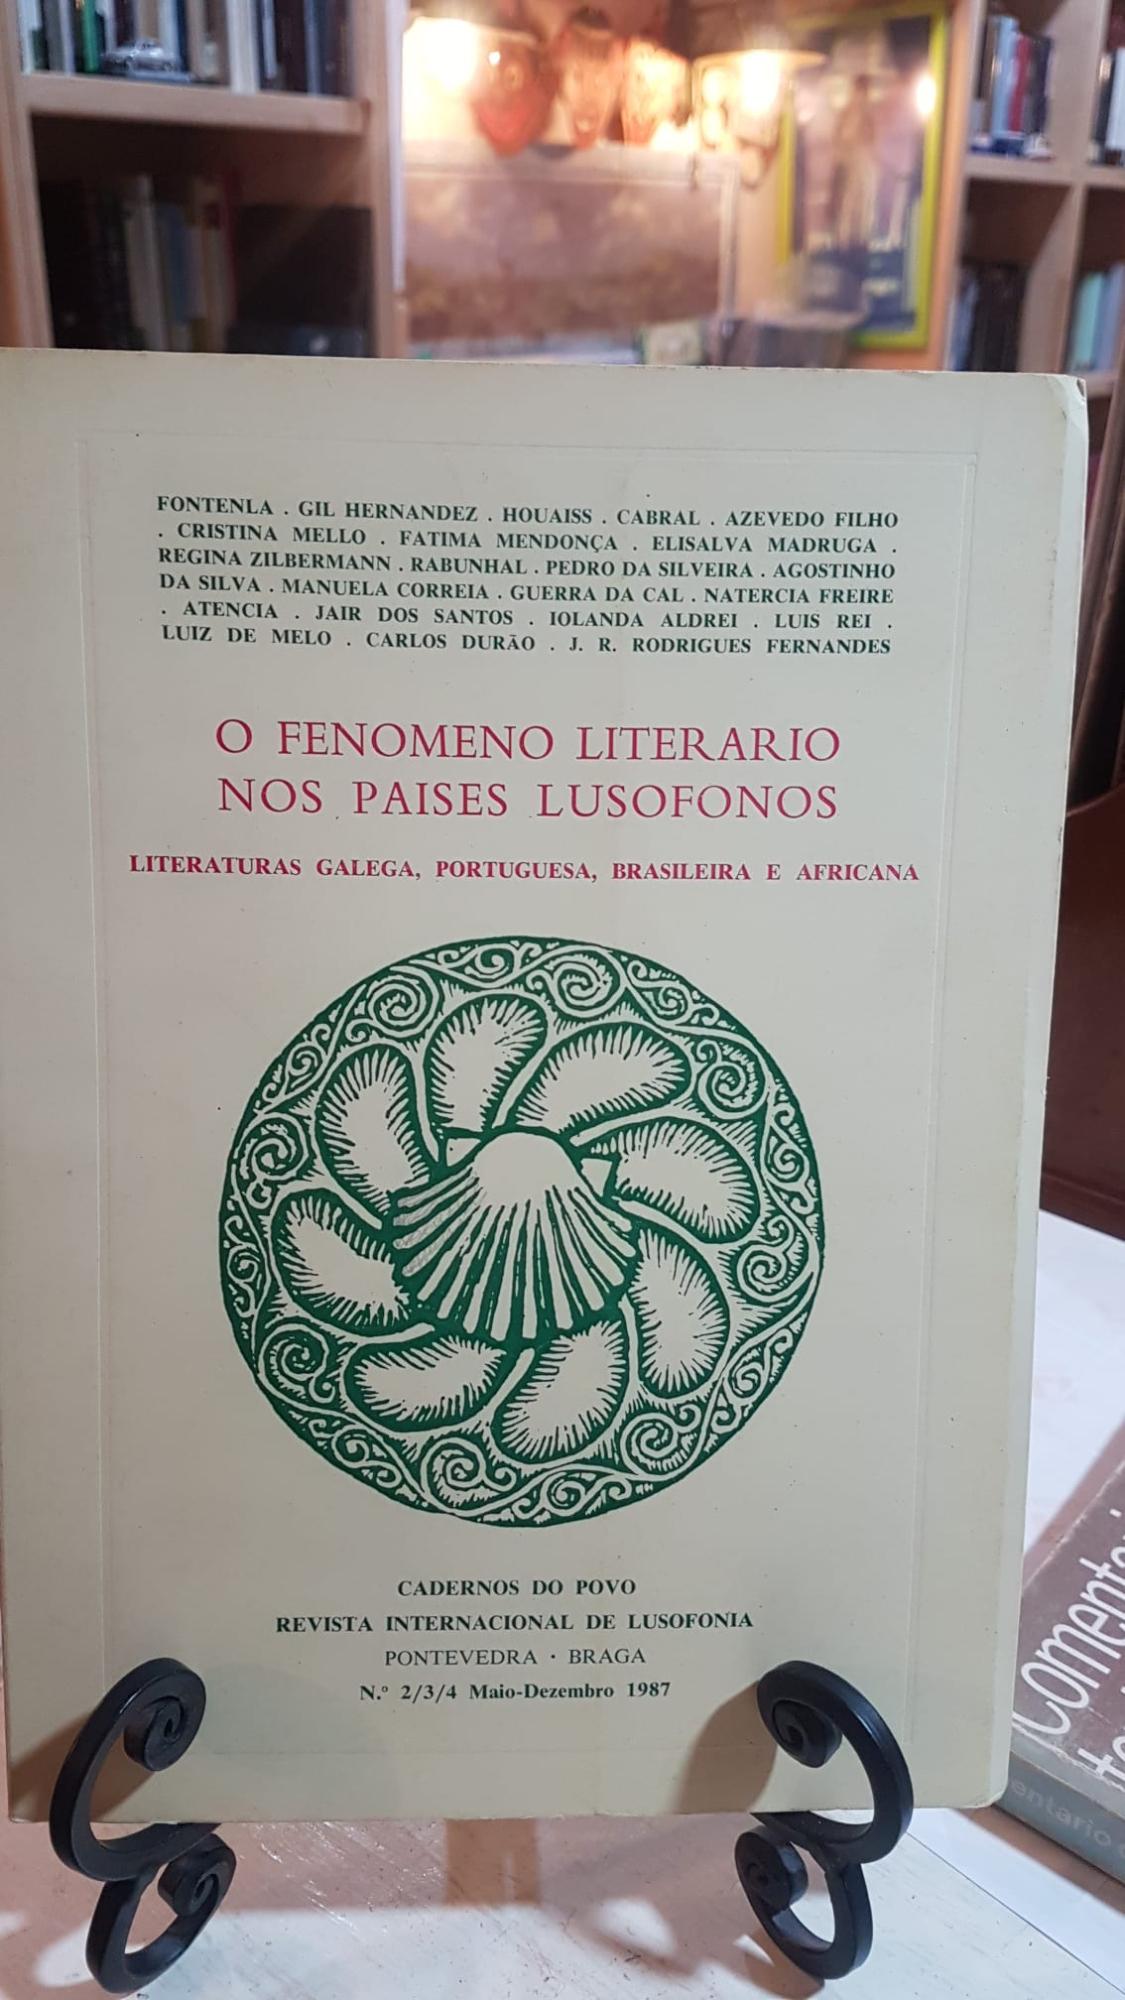 FONTENLA . GIL HERNANDEZ . HOUAISS . CABRAL . AZEVEDO FILHO
. CRISTINA MELLO . FATIMA MENDONÇA . ELISALVA MADRUGA .
REGINA ZILBERMANN . RABUNHAL . PEDRO DA SILVEIRA . AGOSTINHO
DA SILVA . MANUELA CORREIA . GUERRA DA CAL . NATERCIA FREIRE
. ATENCIA . JAIR DOS SANTOS . IOLANDA ALDREI . LUIS REI .
LUIZ DE MELO . CARLOS DURÃO . J. R. RODRIGUES FERNANDES
O FENOMENO LITERARIO
NOS PAISES LUSOFONOS
LITERATURAS GALEGA, PORTUGUESA, BRASILEIRA E AFRICANA
CADERNOS DO POVO
REVISTA INTERNACIONAL DE LUSOFONIA
PONTEVEDRA · BRAGA
N.º 2/3/4 Maio-Dezembro 1987